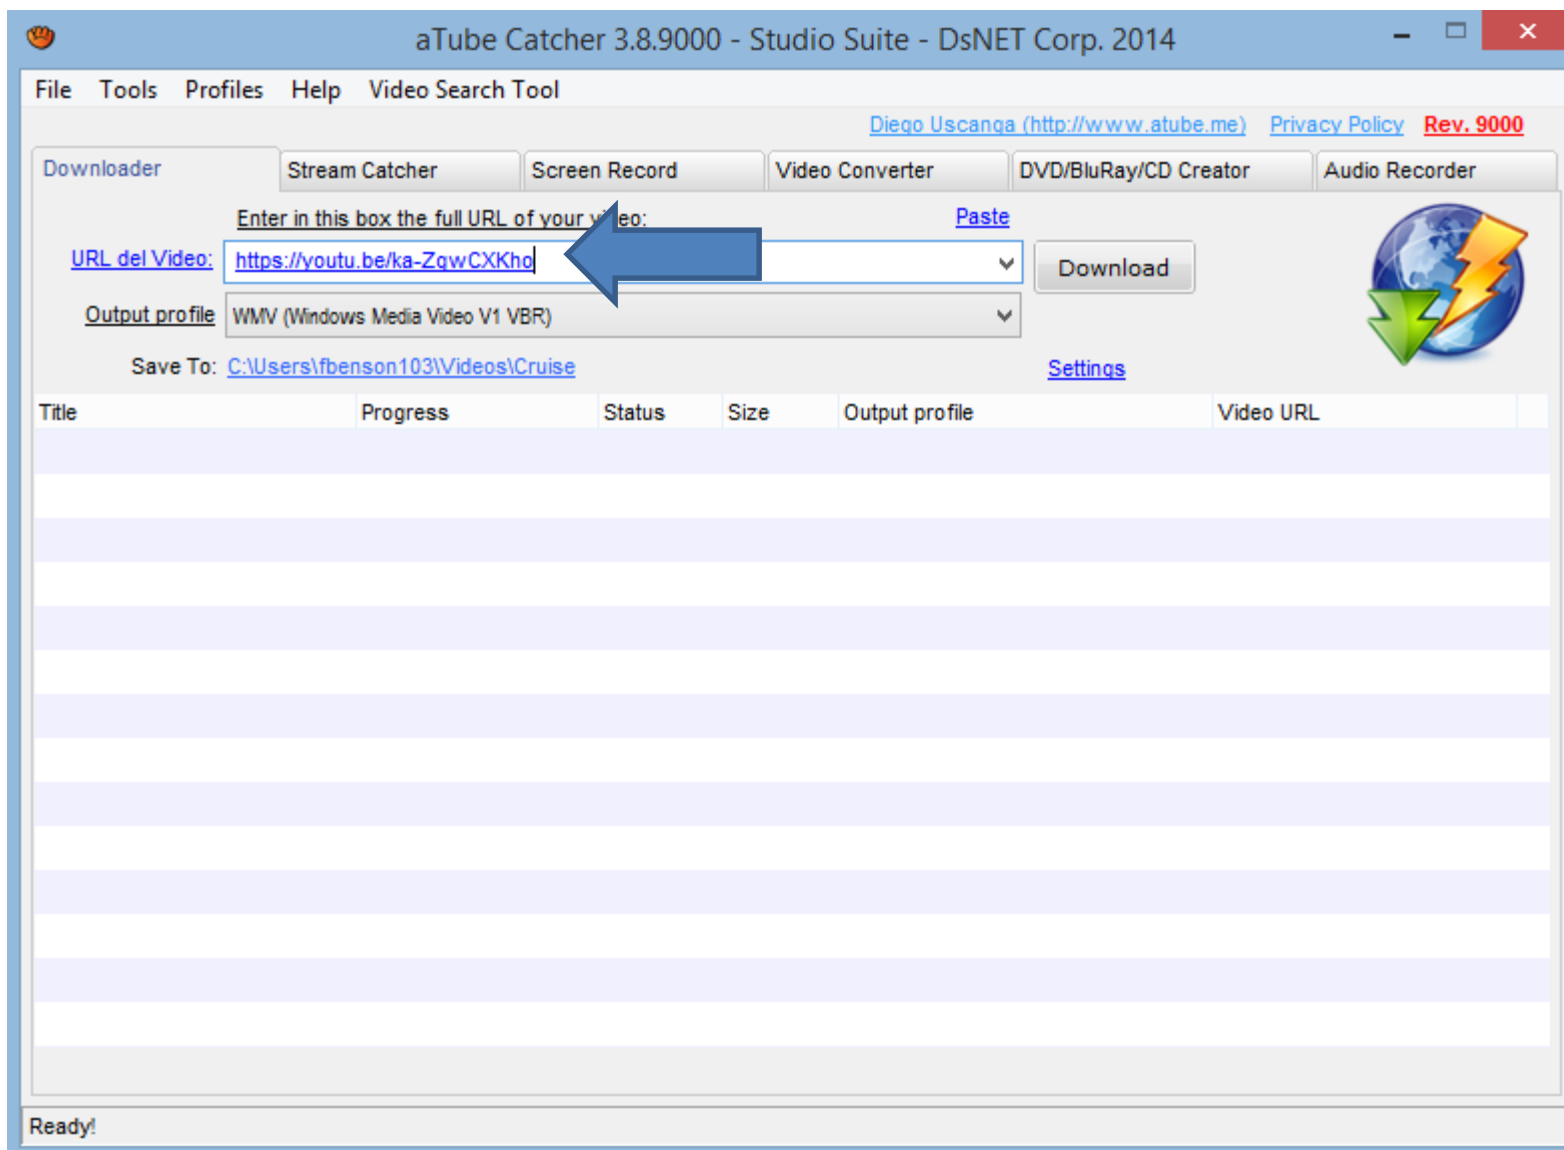 aTube Catcher 3.8.9000 - Studio Suite - DsNET Corp. 2014
File Tools Profiles Help Video Search Tool
Diego Uscanga (http://www.atube.me) Privacy Policy Rev. 9000
Downloader Stream Catcher Screen Record Video Converter DVD/BluRay/CD Creator Audio Recorder
Enter in this box the full URL of your video: Paste
URL del Video: https://youtu.be/ka-ZqwCXKho Download
Output profile WMV (Windows Media Video V1 VBR)
Save To: C:\Users\fbenson103\Videos\Cruise Settings
Title Progress Status Size Output profile Video URL
Ready!